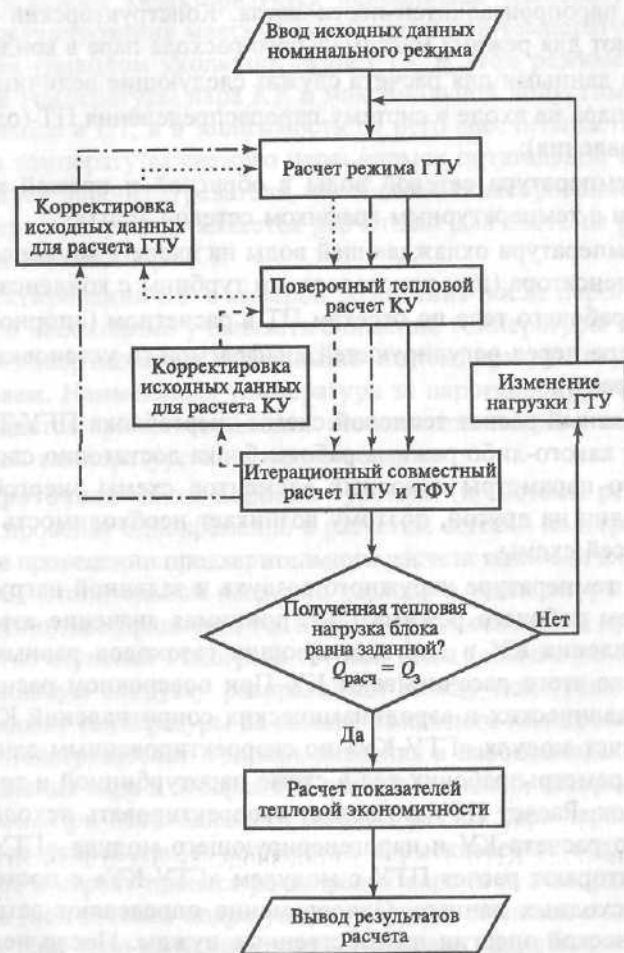 Ввод исходных данных
номинального режима
Расчет режима ГТУ
Корректировка
исходных данных
для расчета ГТУ
Поверочный тепловой
расчет КУ
Корректировка
исходных данных
для расчета КУ
Изменение
нагрузки ГТУ
Итерационный совместный
расчет ПТУ и ТФУ
Полученная тепловая
нагрузка блока
равна заданной?
Qрасч = Qз
Нет
Да
Расчет показателей
тепловой экономичности
Вывод результатов
расчета